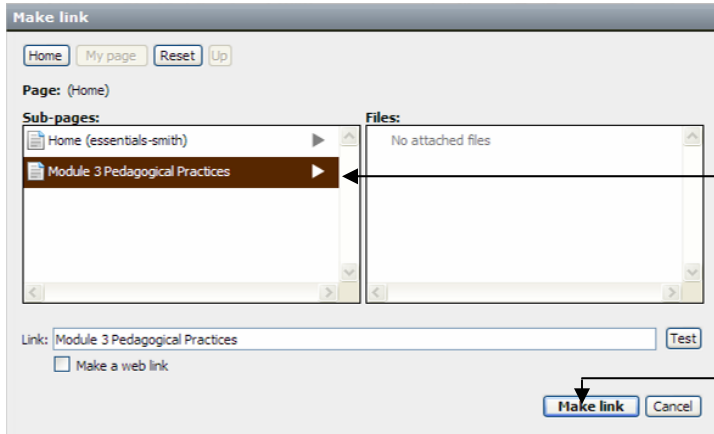 Make link
Home My page Reset Up
Page: (Home)
Sub-pages: Files:
Home (essentials-smith) No attached files
Module 3 Pedagogical Practices
Link: Module 3 Pedagogical Practices Test
Make a web link
Make link Cancel